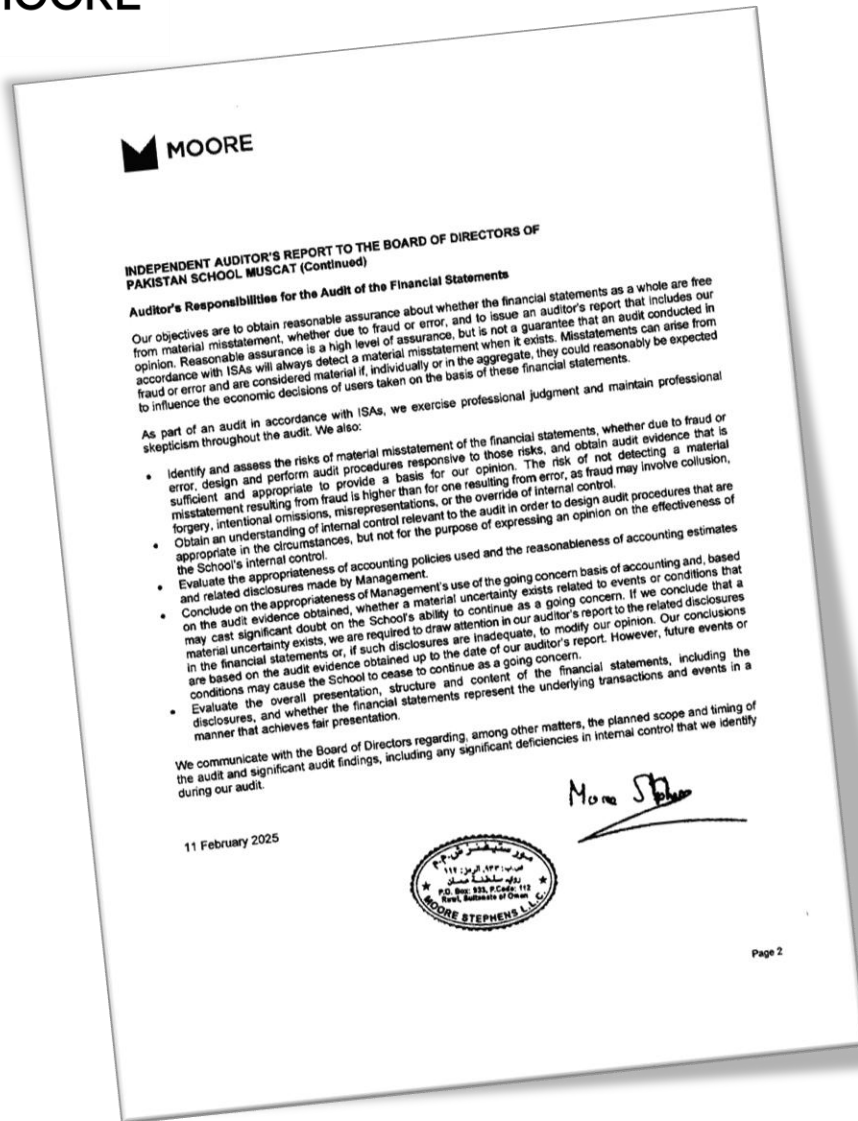 MOORE
MOORE
INDEPENDENT AUDITOR'S REPORT TO THE BOARD OF DIRECTORS OF
PAKISTAN SCHOOL MUSCAT (Continued)
Auditor's Responsibilities for the Audit of the Financial Statements
Our objectives are to obtain reasonable assurance about whether the financial statements as a whole are free
from material misstatement, whether due to fraud or error, and to issue an auditor's report that includes our
opinion. Reasonable assurance is a high level of assurance, but is not a guarantee that an audit conducted in
accordance with ISAs will always detect a material misstatement when it exists. Misstatements can arise from
fraud or error and are considered material if, individually or in the aggregate, they could reasonably be expected
to influence the economic decisions of users taken on the basis of these financial statements.
As part of an audit in accordance with ISAs, we exercise professional judgment and maintain professional
skepticism throughout the audit. We also:
• Identify and assess the risks of material misstatement of the financial statements, whether due to fraud or
error, design and perform audit procedures responsive to those risks, and obtain audit evidence that is
sufficient and appropriate to provide a basis for our opinion. The risk of not detecting a material
misstatement resulting from fraud is higher than for one resulting from error, as fraud may involve collusion,
forgery, intentional omissions, misrepresentations, or the override of internal control.
• Obtain an understanding of internal control relevant to the audit in order to design audit procedures that are
appropriate in the circumstances, but not for the purpose of expressing an opinion on the effectiveness of
the School's internal control.
• Evaluate the appropriateness of accounting policies used and the reasonableness of accounting estimates
and related disclosures made by Management.
• Conclude on the appropriateness of Management's use of the going concern basis of accounting and, based
on the audit evidence obtained, whether a material uncertainty exists related to events or conditions that
may cast significant doubt on the School's ability to continue as a going concern. If we conclude that a
material uncertainty exists, we are required to draw attention in our auditor's report to the related disclosures
in the financial statements or, if such disclosures are inadequate, to modify our opinion. Our conclusions
are based on the audit evidence obtained up to the date of our auditor's report. However, future events or
conditions may cause the School to cease to continue as a going concern.
• Evaluate the overall presentation, structure and content of the financial statements, including the
disclosures, and whether the financial statements represent the underlying transactions and events in a
manner that achieves fair presentation.
We communicate with the Board of Directors regarding, among other matters, the planned scope and timing of
the audit and significant audit findings, including any significant deficiencies in internal control that we identify
during our audit.
Moore Stephens
11 February 2025
مور ستيفنز ش.م.م
ص.ب: ٩٣٣, الرمز: ١١٢
روي، سلطنة عمان
P.O. Box: 933, P.Code: 112
Ruwi, Sultanate of Oman
MOORE STEPHENS L.L.C.
Page 2